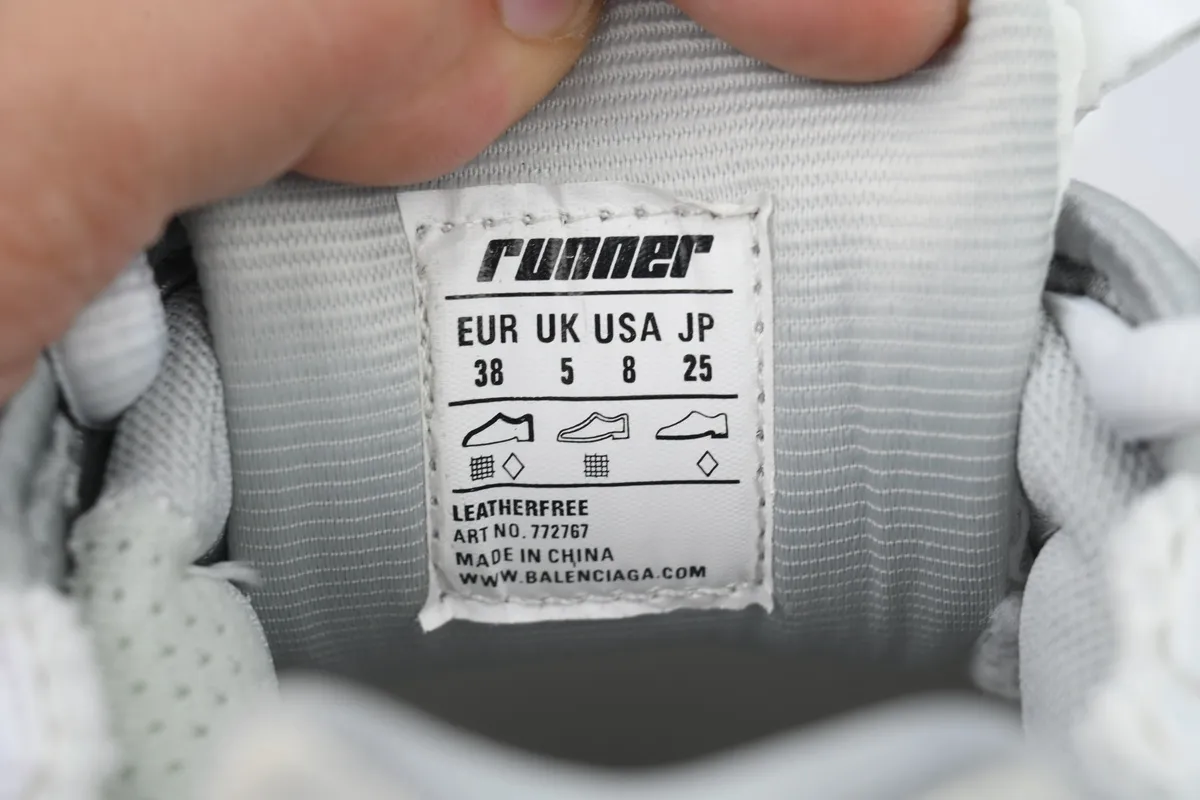 runner
EUR UK USA JP
38 5 8 25
LEATHERFREE
ART NO. 772767
MADE IN CHINA
WWW.BALENCIAGA.COM